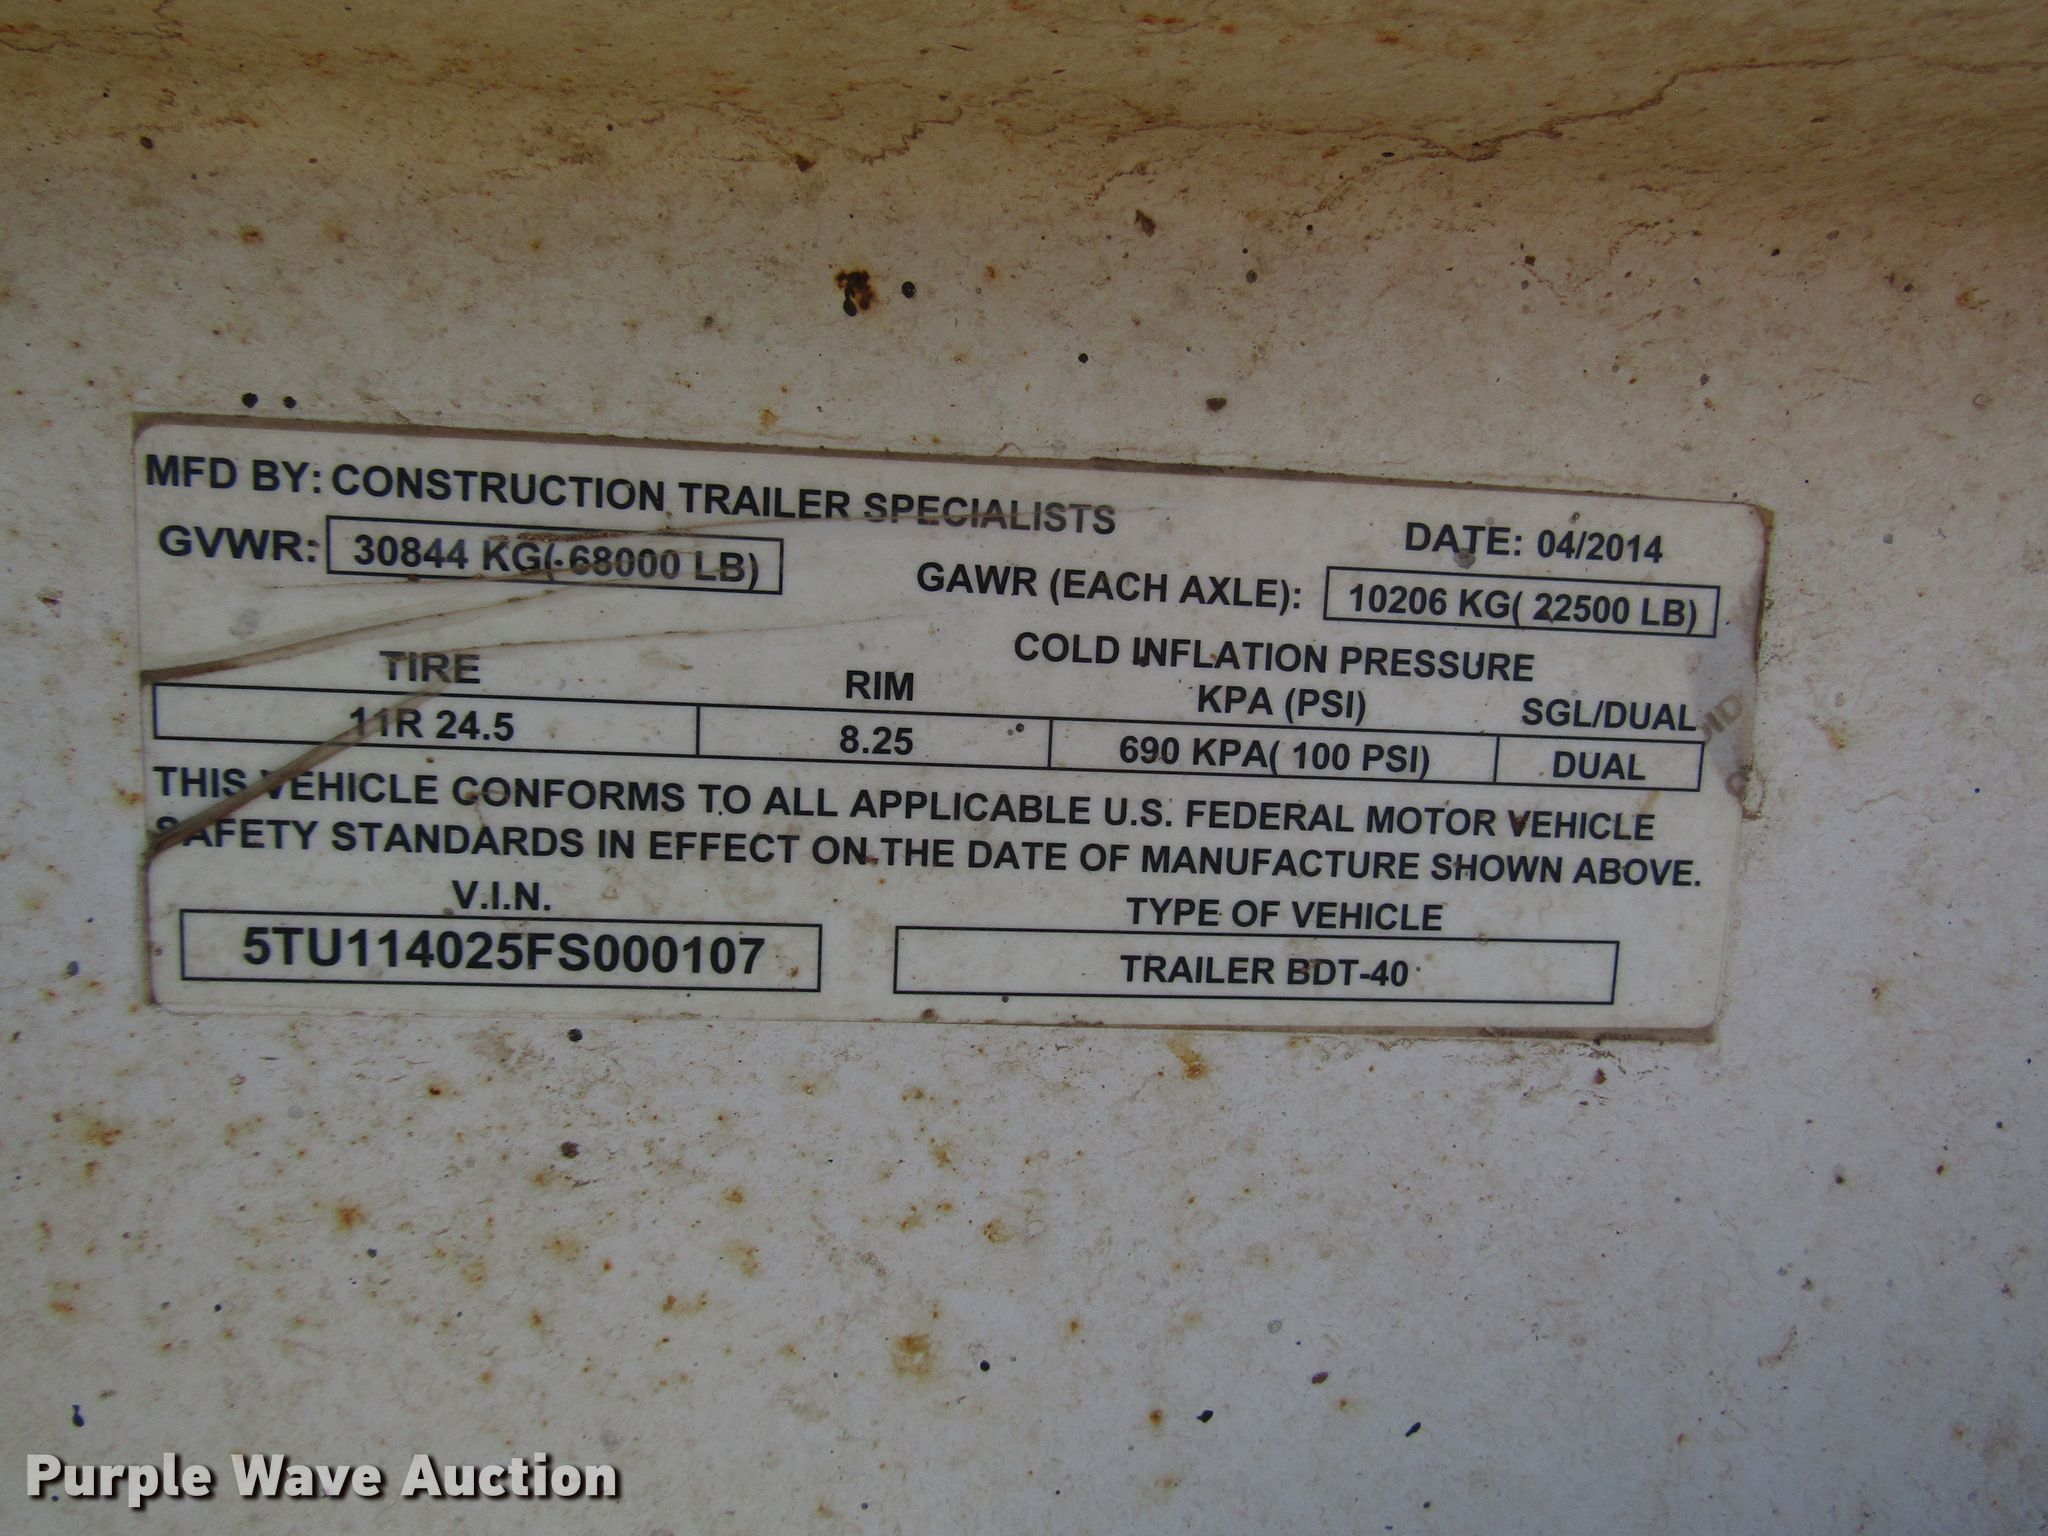 MFD BY: CONSTRUCTION TRAILER SPECIALISTS
DATE: 04/2014
GVWR: 30844 KG( 68000 LB)
GAWR (EACH AXLE): 10206 KG( 22500 LB)
COLD INFLATION PRESSURE
TIRE RIM KPA (PSI) SGL/DUAL
11R 24.5 8.25 690 KPA( 100 PSI) DUAL
THIS VEHICLE CONFORMS TO ALL APPLICABLE U.S. FEDERAL MOTOR VEHICLE
SAFETY STANDARDS IN EFFECT ON THE DATE OF MANUFACTURE SHOWN ABOVE.
V.I.N. TYPE OF VEHICLE
5TU114025FS000107 TRAILER BDT-40
Purple Wave Auction